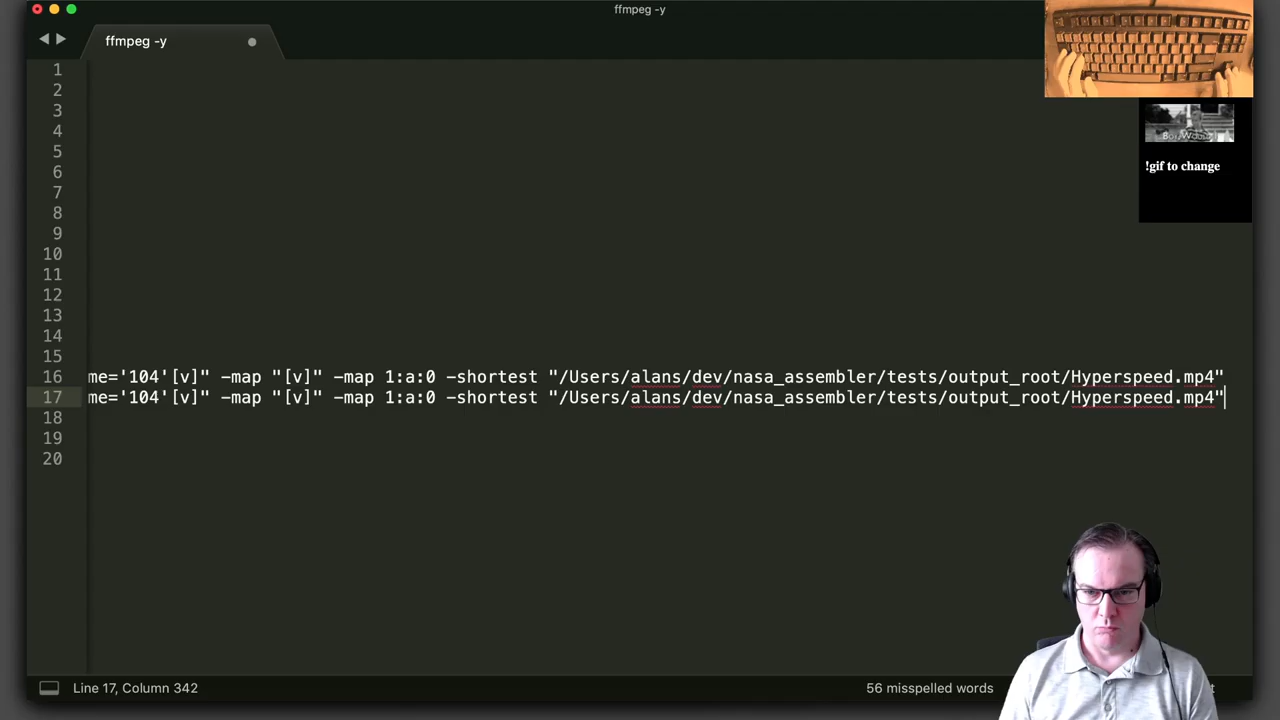 ffmpeg -y
ffmpeg -y
1
2
3
4
5
6
7
8
9
10
11
12
13
14
15
16 me='104'[v]" -map "[v]" -map 1:a:0 -shortest "/Users/alans/dev/nasa_assembler/tests/output_root/Hyperspeed.mp4"
17 me='104'[v]" -map "[v]" -map 1:a:0 -shortest "/Users/alans/dev/nasa_assembler/tests/output_root/Hyperspeed.mp4"
18
19
20
!gif to change
Line 17, Column 342
56 misspelled words